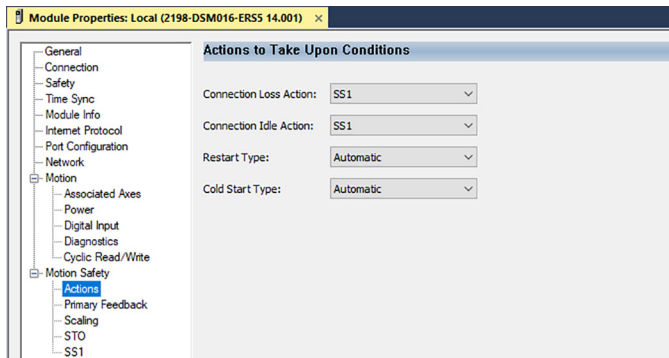 Module Properties: Local (2198-DSM016-ERS5 14.001) ×
General
Connection
Safety
Time Sync
Module Info
Internet Protocol
Port Configuration
Network
Motion
Associated Axes
Power
Digital Input
Diagnostics
Cyclic Read/Write
Motion Safety
Actions
Primary Feedback
Scaling
STO
SS1
Actions to Take Upon Conditions
Connection Loss Action: SS1
Connection Idle Action: SS1
Restart Type: Automatic
Cold Start Type: Automatic